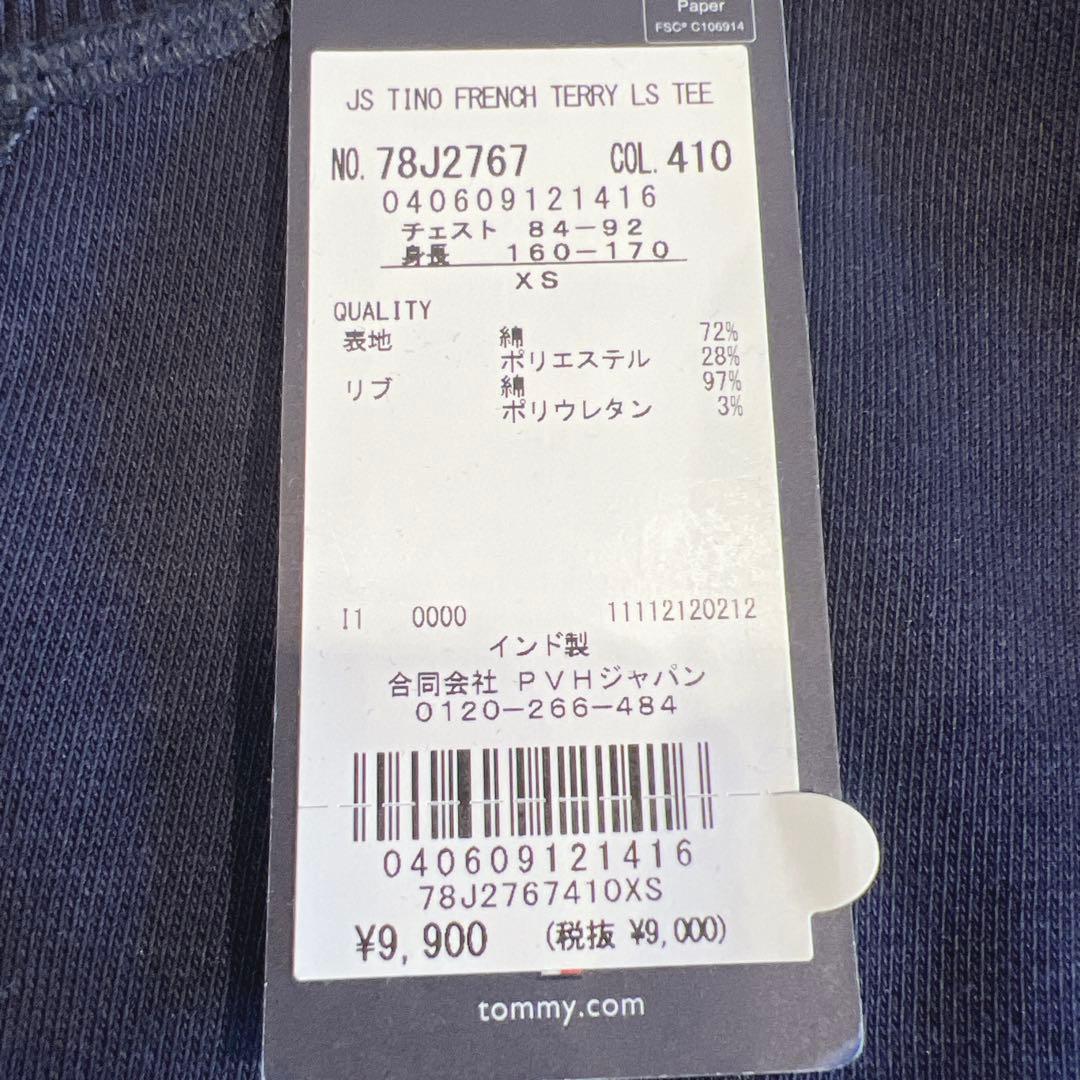 Paper
FSC® C106914
JS TINO FRENCH TERRY LS TEE
NO. 78J2767 COL. 410
040609121416
チェスト 84-92
身長 160-170
XS
QUALITY
表地 綿 72%
ポリエステル 28%
リブ 綿 97%
ポリウレタン 3%
I1 0000 11112120212
インド製
合同会社 PVHジャパン
0120-266-484
040609121416
78J2767410XS
¥9,900 (税抜 ¥9,000)
tommy.com